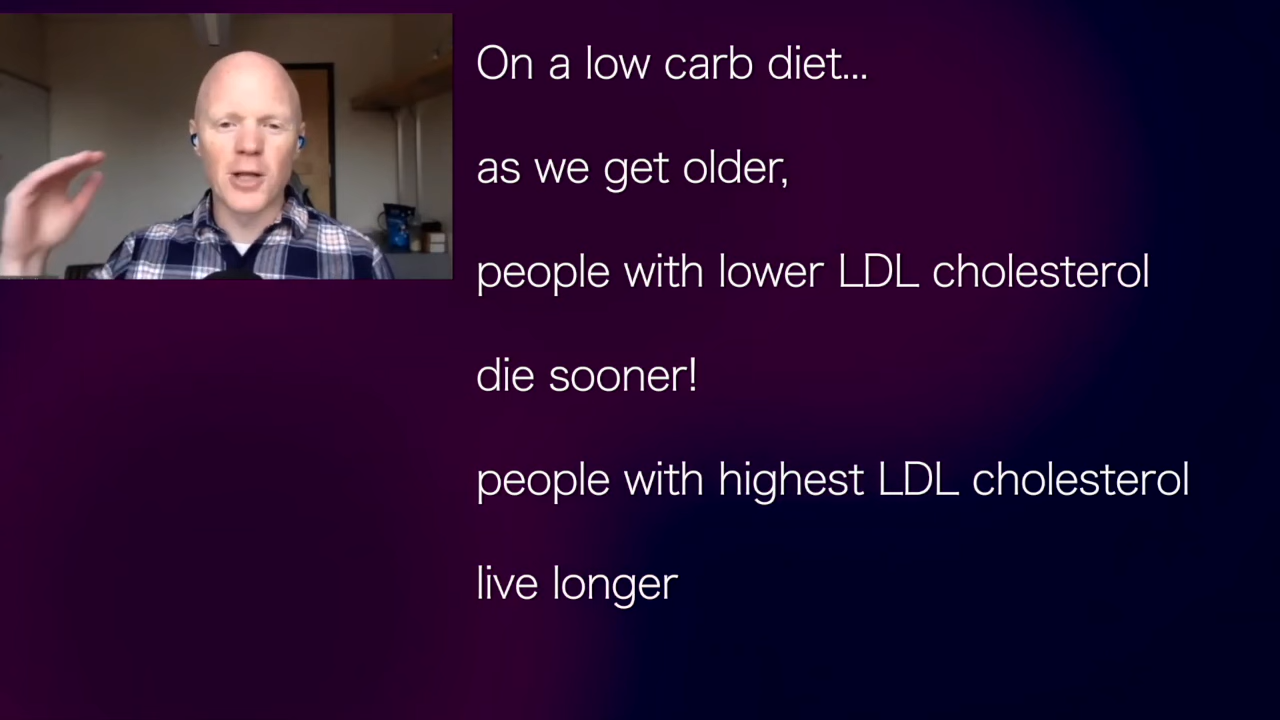 On a low carb diet...
as we get older,
people with lower LDL cholesterol
die sooner!
people with highest LDL cholesterol
live longer